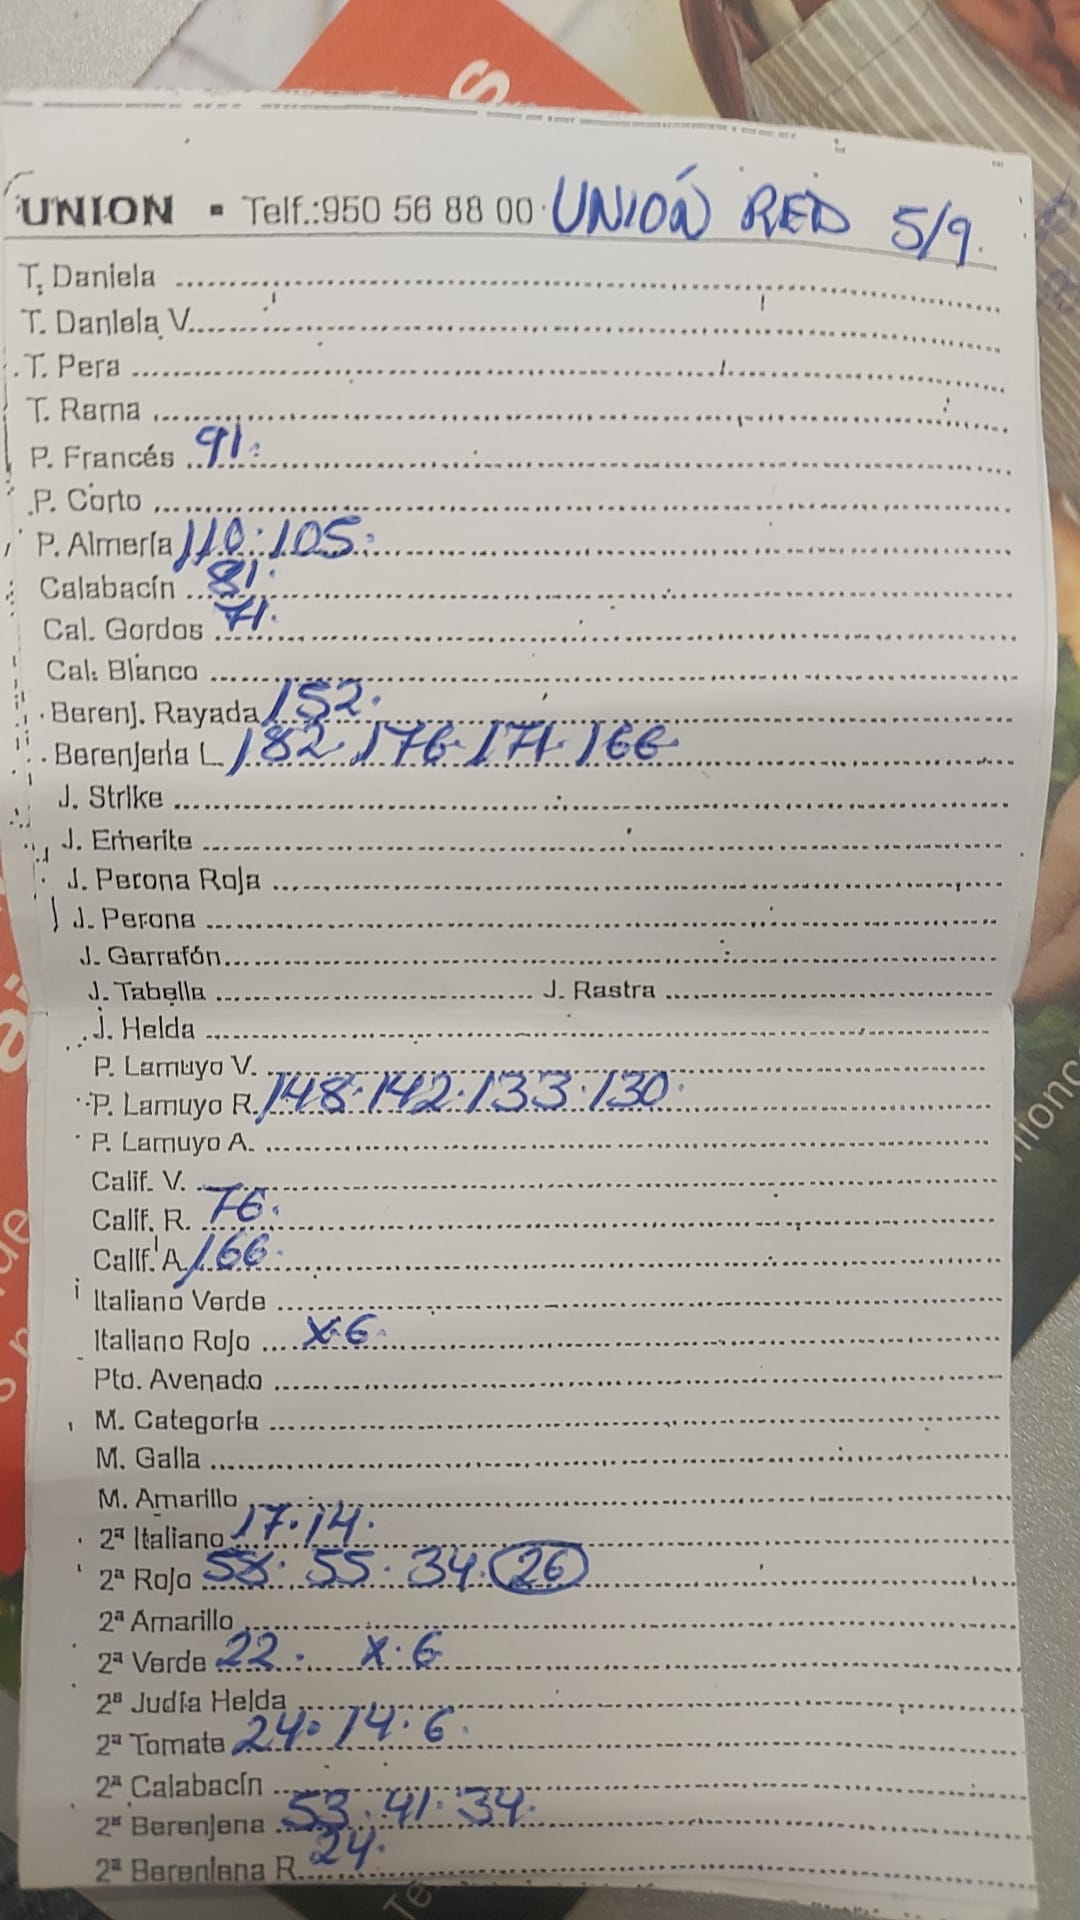 UNION ▪ Telf.:950 56 88 00 UNIÓN RED 5/9.
T. Daniela
T. Daniela V.
T. Pera
T. Rama
P. Francés 91.
P. Corto
P. Almería 110. 105.
Calabacín 81.
Cal. Gordos 71.
Cal. Blanco
Berenj. Rayada 152.
Berenjena L. 182. 176. 171. 166
J. Strike
J. Emerite
J. Perona Roja
J. Perona
J. Garrafón
J. Tabella J. Rastra
J. Helda
P. Lamuyo V.
P. Lamuyo R. 148. 142. 133. 130.
P. Lamuyo A.
Calif. V.
Calif. R. 76.
Calif. A. 166.
Italiano Verde
Italiano Rojo X. 6.
Pto. Avenado
M. Categoría
M. Galla
M. Amarillo
2ª Italiano 17. 14.
2ª Rojo 58. 55. 34. 26
2ª Amarillo
2ª Verde 22. X. 6
2ª Judía Helda
2ª Tomate 24. 14. 6.
2ª Calabacín
2ª Berenjena 53. 41. 34.
2ª Berenjena R. 24.